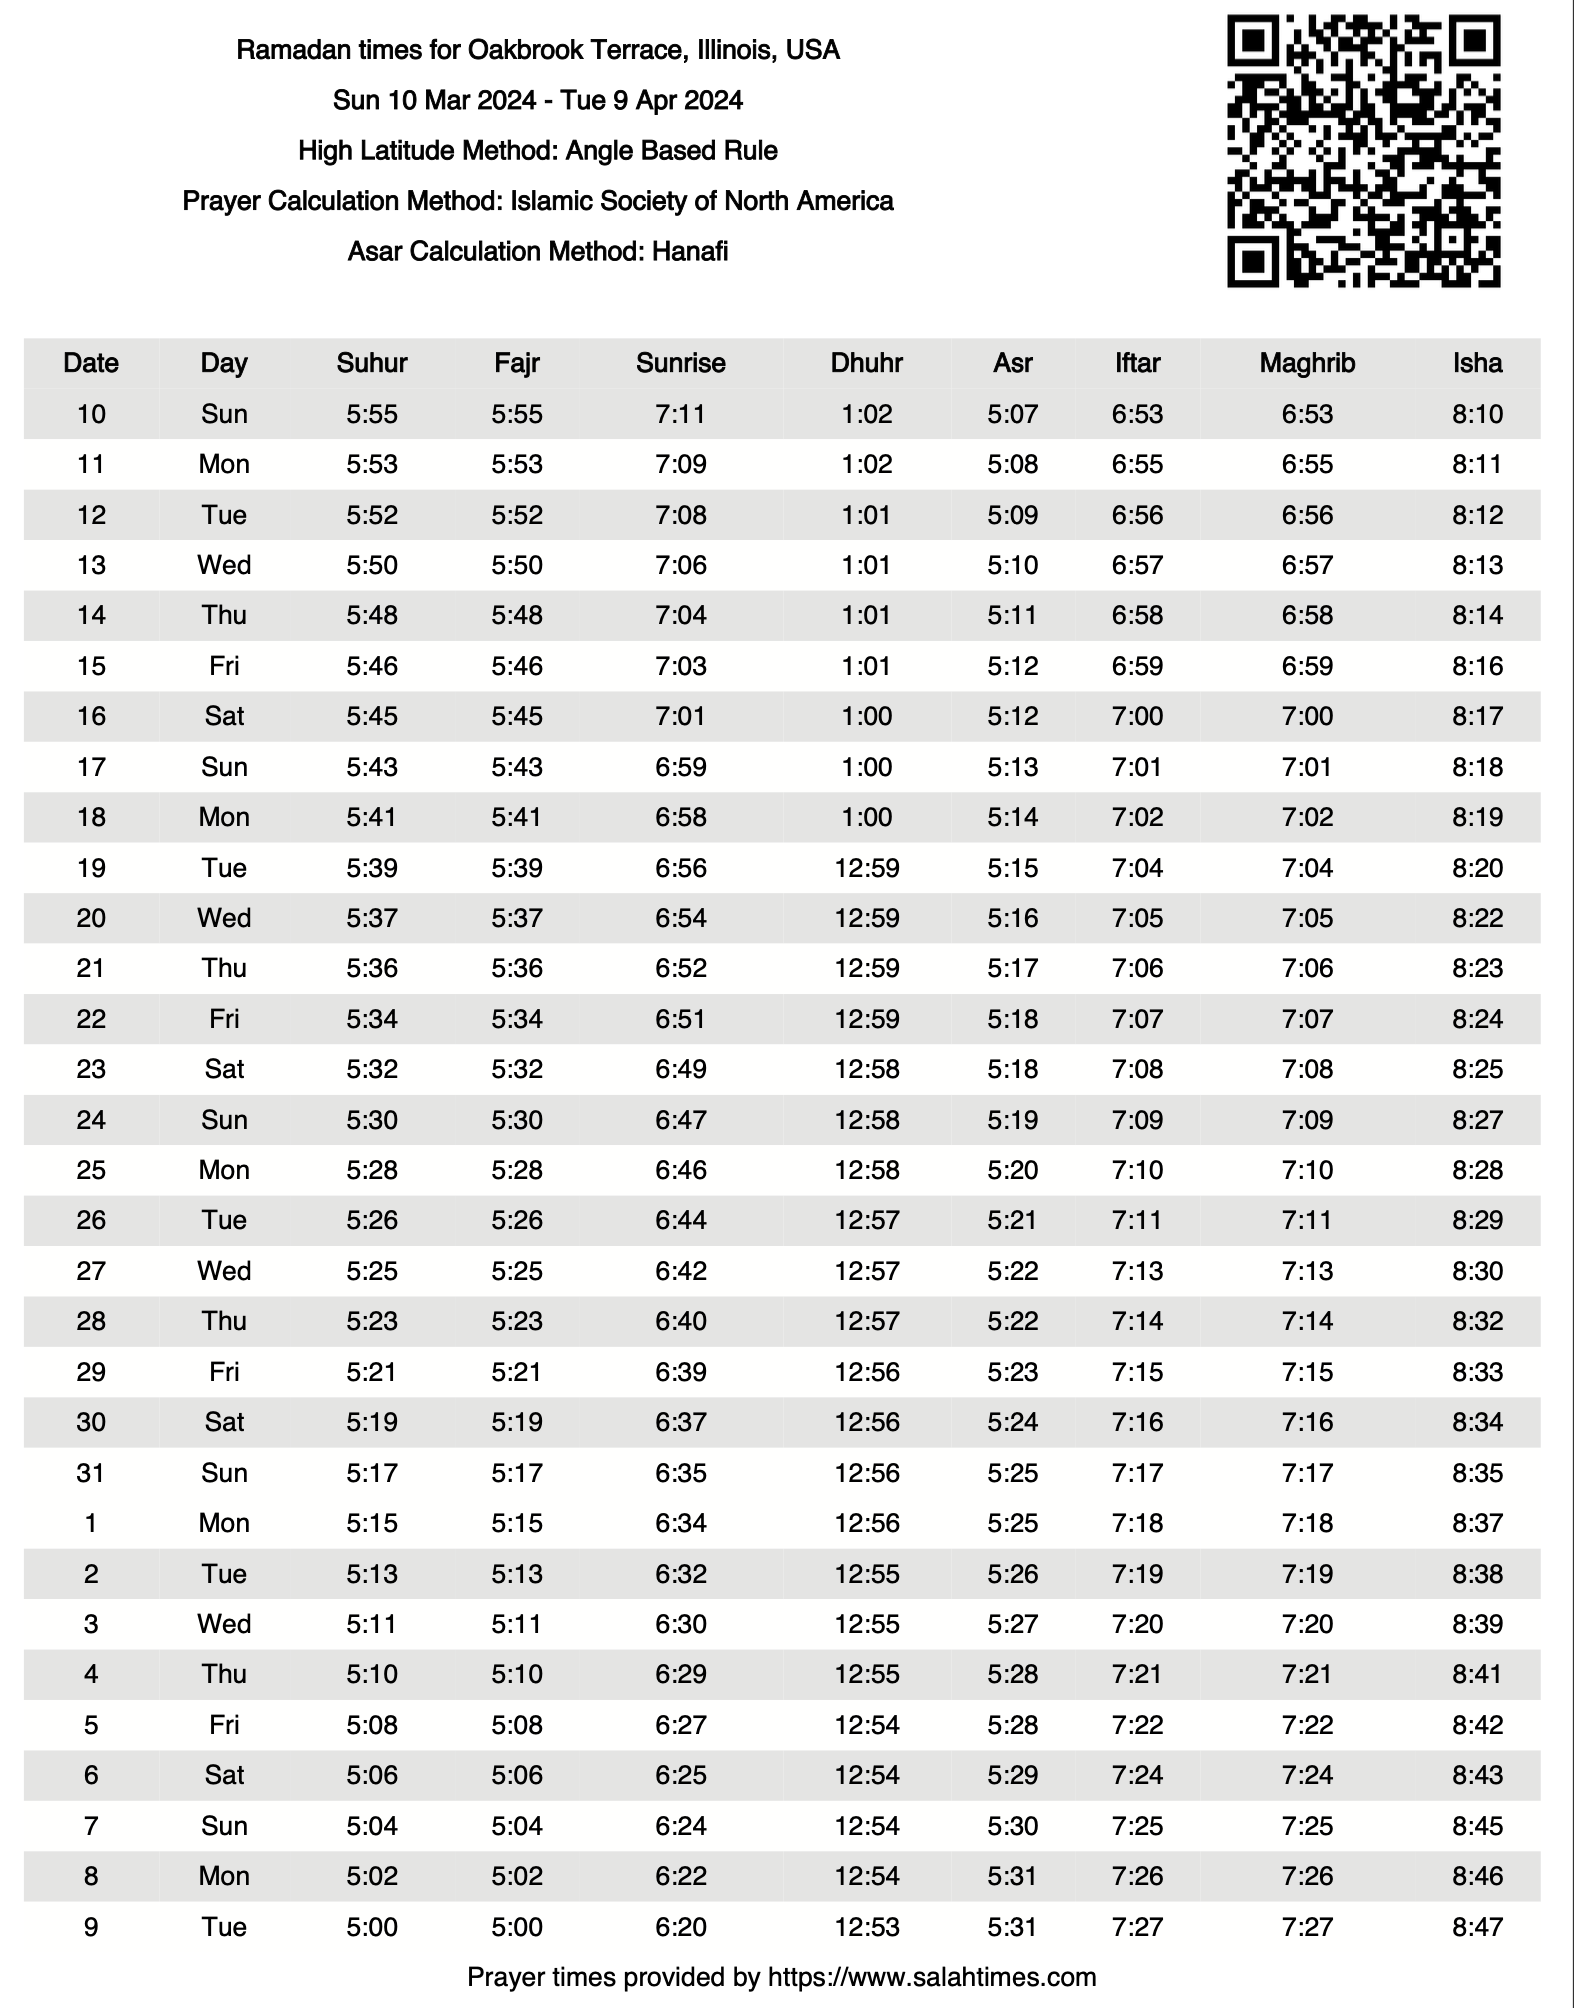 Ramadan times for Oakbrook Terrace, Illinois, USA
Sun 10 Mar 2024 - Tue 9 Apr 2024
High Latitude Method: Angle Based Rule
Prayer Calculation Method: Islamic Society of North America
Asar Calculation Method: Hanafi
Date Day Suhur Fajr Sunrise Dhuhr Asr Iftar Maghrib Isha
10 Sun 5:55 5:55 7:11 1:02 5:07 6:53 6:53 8:10
11 Mon 5:53 5:53 7:09 1:02 5:08 6:55 6:55 8:11
12 Tue 5:52 5:52 7:08 1:01 5:09 6:56 6:56 8:12
13 Wed 5:50 5:50 7:06 1:01 5:10 6:57 6:57 8:13
14 Thu 5:48 5:48 7:04 1:01 5:11 6:58 6:58 8:14
15 Fri 5:46 5:46 7:03 1:01 5:12 6:59 6:59 8:16
16 Sat 5:45 5:45 7:01 1:00 5:12 7:00 7:00 8:17
17 Sun 5:43 5:43 6:59 1:00 5:13 7:01 7:01 8:18
18 Mon 5:41 5:41 6:58 1:00 5:14 7:02 7:02 8:19
19 Tue 5:39 5:39 6:56 12:59 5:15 7:04 7:04 8:20
20 Wed 5:37 5:37 6:54 12:59 5:16 7:05 7:05 8:22
21 Thu 5:36 5:36 6:52 12:59 5:17 7:06 7:06 8:23
22 Fri 5:34 5:34 6:51 12:59 5:18 7:07 7:07 8:24
23 Sat 5:32 5:32 6:49 12:58 5:18 7:08 7:08 8:25
24 Sun 5:30 5:30 6:47 12:58 5:19 7:09 7:09 8:27
25 Mon 5:28 5:28 6:46 12:58 5:20 7:10 7:10 8:28
26 Tue 5:26 5:26 6:44 12:57 5:21 7:11 7:11 8:29
27 Wed 5:25 5:25 6:42 12:57 5:22 7:13 7:13 8:30
28 Thu 5:23 5:23 6:40 12:57 5:22 7:14 7:14 8:32
29 Fri 5:21 5:21 6:39 12:56 5:23 7:15 7:15 8:33
30 Sat 5:19 5:19 6:37 12:56 5:24 7:16 7:16 8:34
31 Sun 5:17 5:17 6:35 12:56 5:25 7:17 7:17 8:35
1 Mon 5:15 5:15 6:34 12:56 5:25 7:18 7:18 8:37
2 Tue 5:13 5:13 6:32 12:55 5:26 7:19 7:19 8:38
3 Wed 5:11 5:11 6:30 12:55 5:27 7:20 7:20 8:39
4 Thu 5:10 5:10 6:29 12:55 5:28 7:21 7:21 8:41
5 Fri 5:08 5:08 6:27 12:54 5:28 7:22 7:22 8:42
6 Sat 5:06 5:06 6:25 12:54 5:29 7:24 7:24 8:43
7 Sun 5:04 5:04 6:24 12:54 5:30 7:25 7:25 8:45
8 Mon 5:02 5:02 6:22 12:54 5:31 7:26 7:26 8:46
9 Tue 5:00 5:00 6:20 12:53 5:31 7:27 7:27 8:47
Prayer times provided by https://www.salahtimes.com